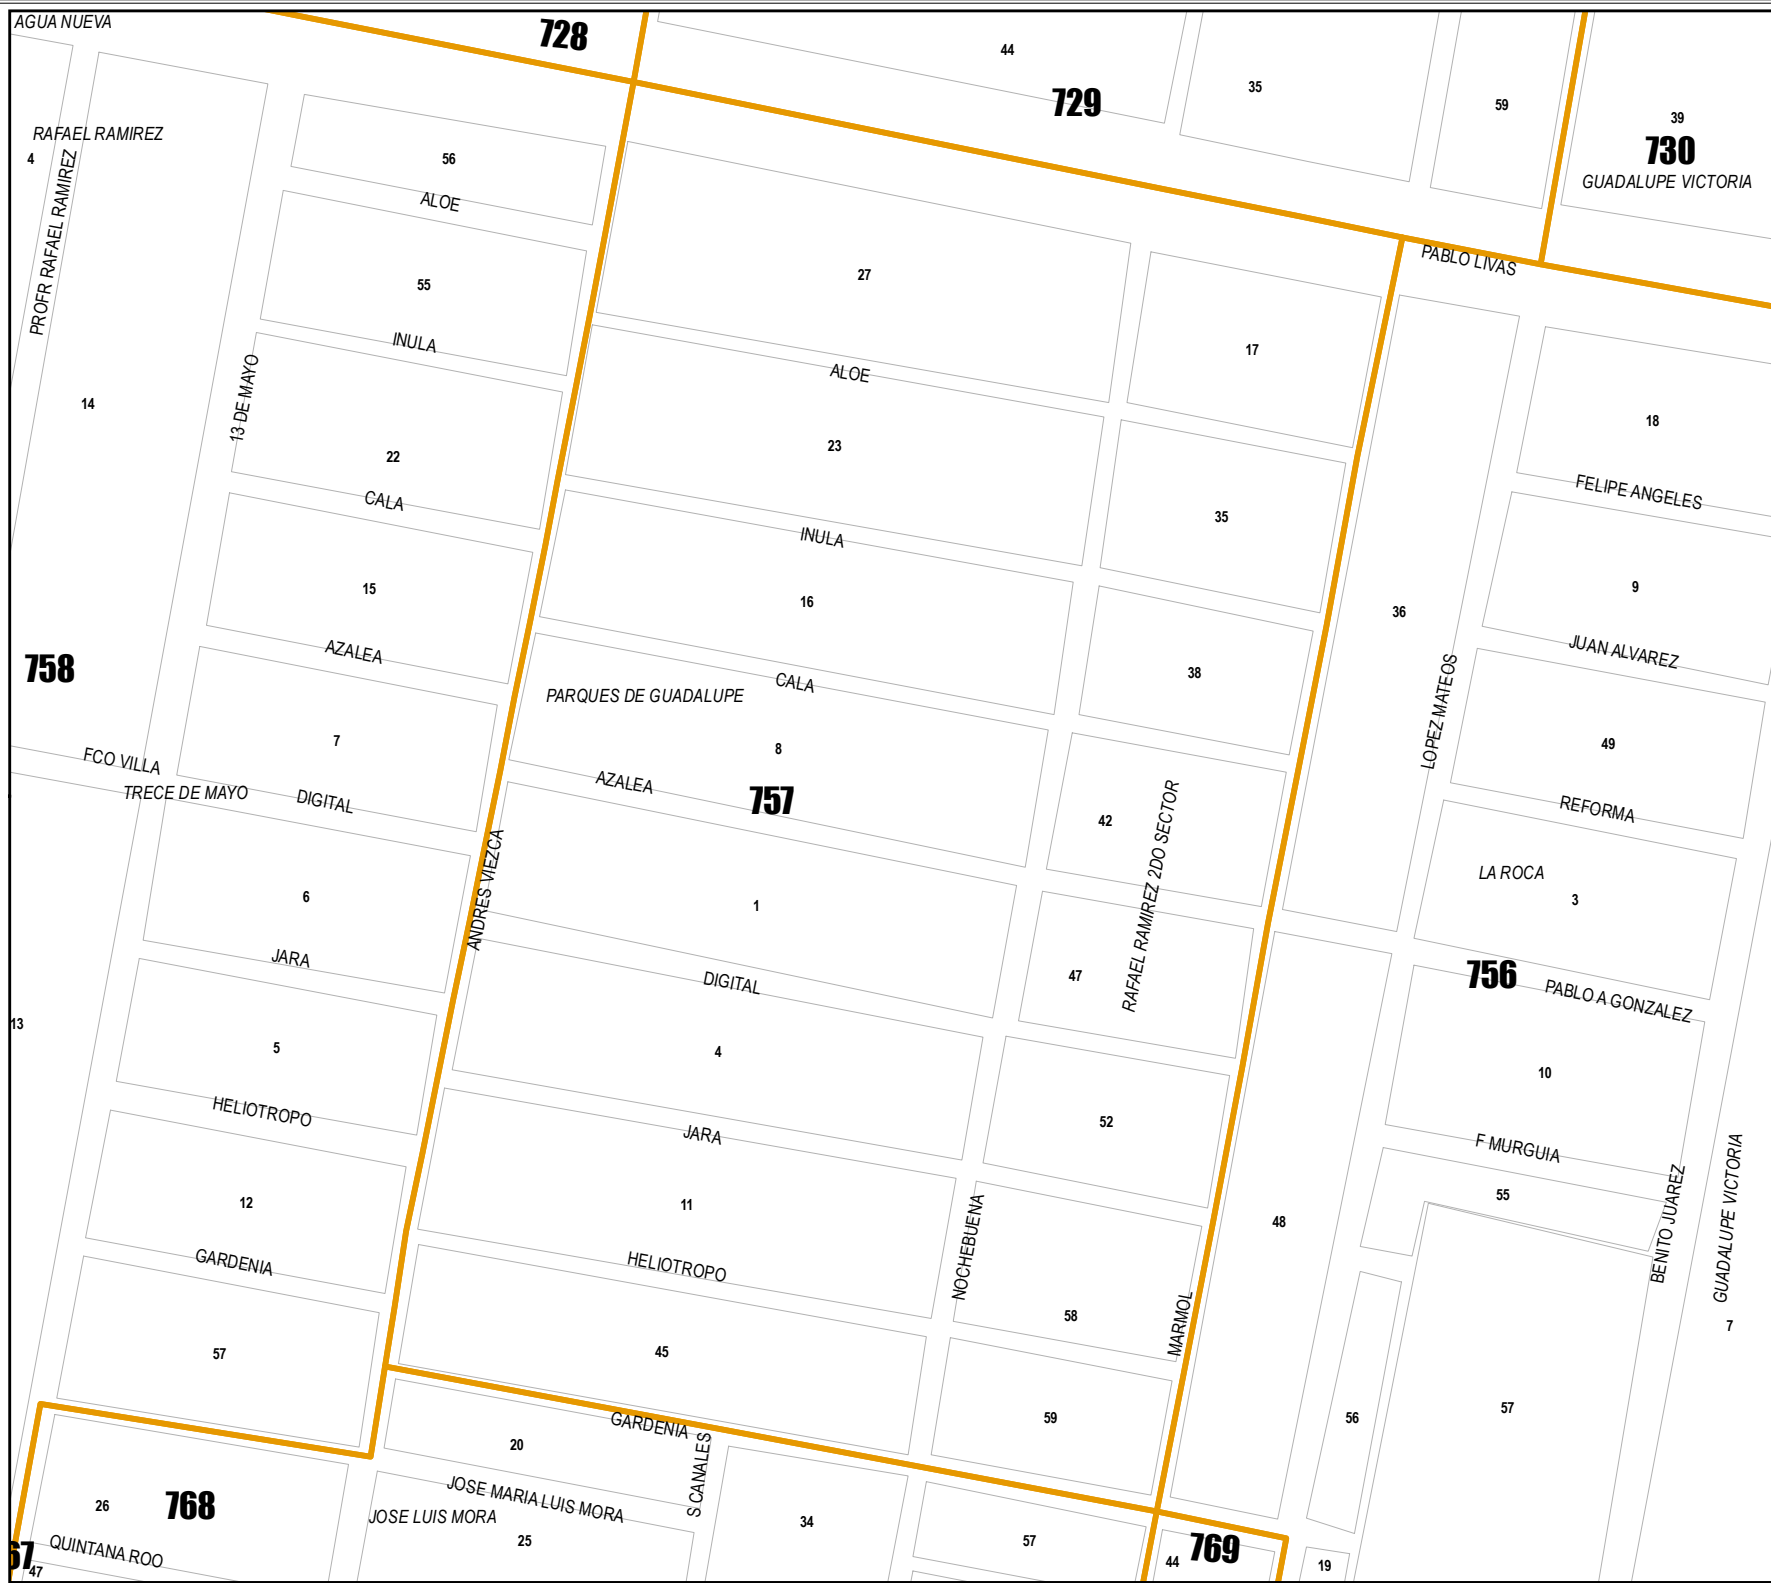 AGUA NUEVA
728
44
729
35
59
39
730
GUADALUPE VICTORIA
RAFAEL RAMIREZ
4
56
ALOE
PROFR RAFAEL RAMIREZ
PABLO LIVAS
55
27
INULA
17
ALOE
13 DE MAYO
14
18
22
23
CALA
FELIPE ANGELES
35
INULA
15
16
9
36
AZALEA
JUAN ALVAREZ
758
38
CALA
PARQUES DE GUADALUPE
LOPEZ MATEOS
7
8
49
FCO VILLA
TRECE DE MAYO
DIGITAL
AZALEA
757
42
REFORMA
RAFAEL RAMIREZ 2DO SECTOR
ANDRES VIEZCA
LA ROCA
3
6
1
JARA
DIGITAL
47
756
PABLO A GONZALEZ
13
5
4
10
HELIOTROPO
JARA
52
F MURGUIA
12
11
55
48
BENITO JUAREZ
GUADALUPE VICTORIA
NOCHEBUENA
GARDENIA
HELIOTROPO
58
MARMOL
7
57
45
59
56
57
GARDENIA
20
S CANALES
26
768
JOSE MARIA LUIS MORA
JOSE LUIS MORA
25
34
57
769
44
19
QUINTANA ROO
67
47